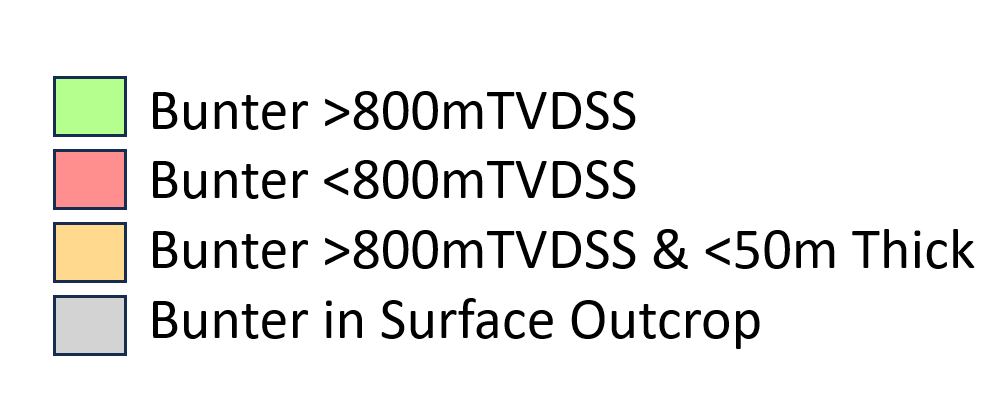 Bunter >800mTVDSS
Bunter <800mTVDSS
Bunter >800mTVDSS & <50m Thick
Bunter in Surface Outcrop